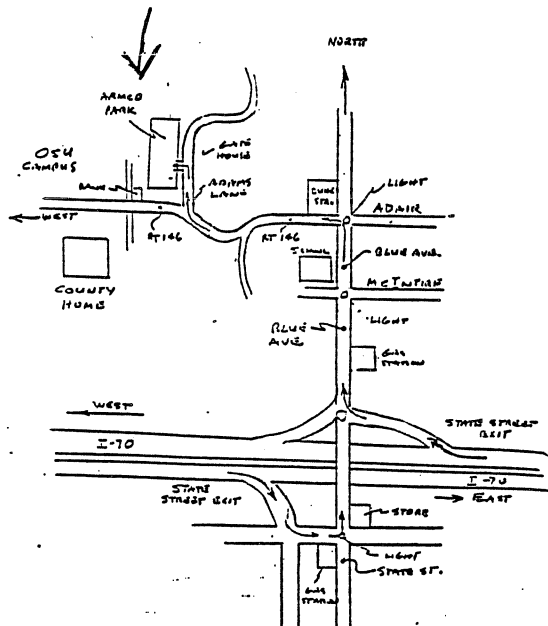 NORTH
ARMCO
PARK
OSU
CAMPUS
GATE
HOUSE
ADAMS
LANE
LIGHT
ADAIR
WEST
RT 146
RT 146
BLUE AVE.
COUNTY
HOME
McINTIRE
BLUE
AVE
LIGHT
GAS
STATION
WEST
I-70
STATE STREET
EXIT
I-70
EAST
STATE
STREET EXIT
STORE
LIGHT
STATE ST.
GAS
STATION